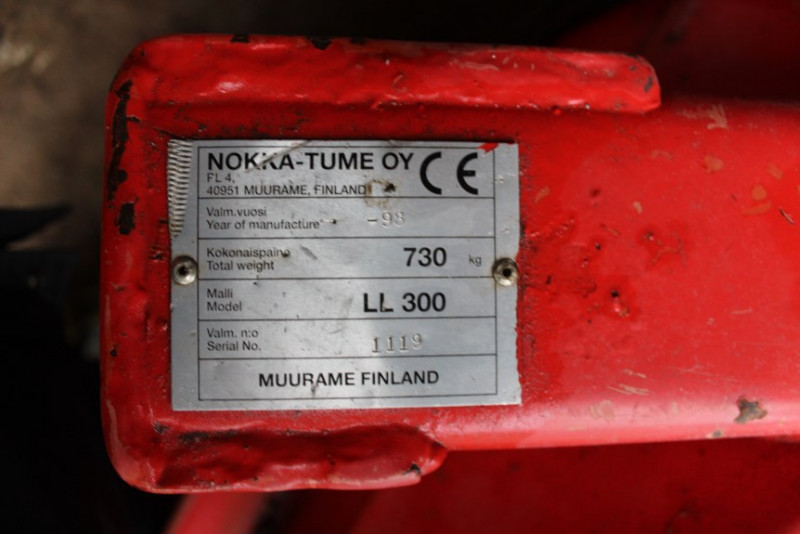 NOKKA-TUME OY CE
FL 4,
40951 MUURAME, FINLAND
Valm.vuosi
Year of manufacture -98
Kokonaispaino
Total weight 730 kg
Malli
Model LL 300
Valm. n:o
Serial No. 1119
MUURAME FINLAND